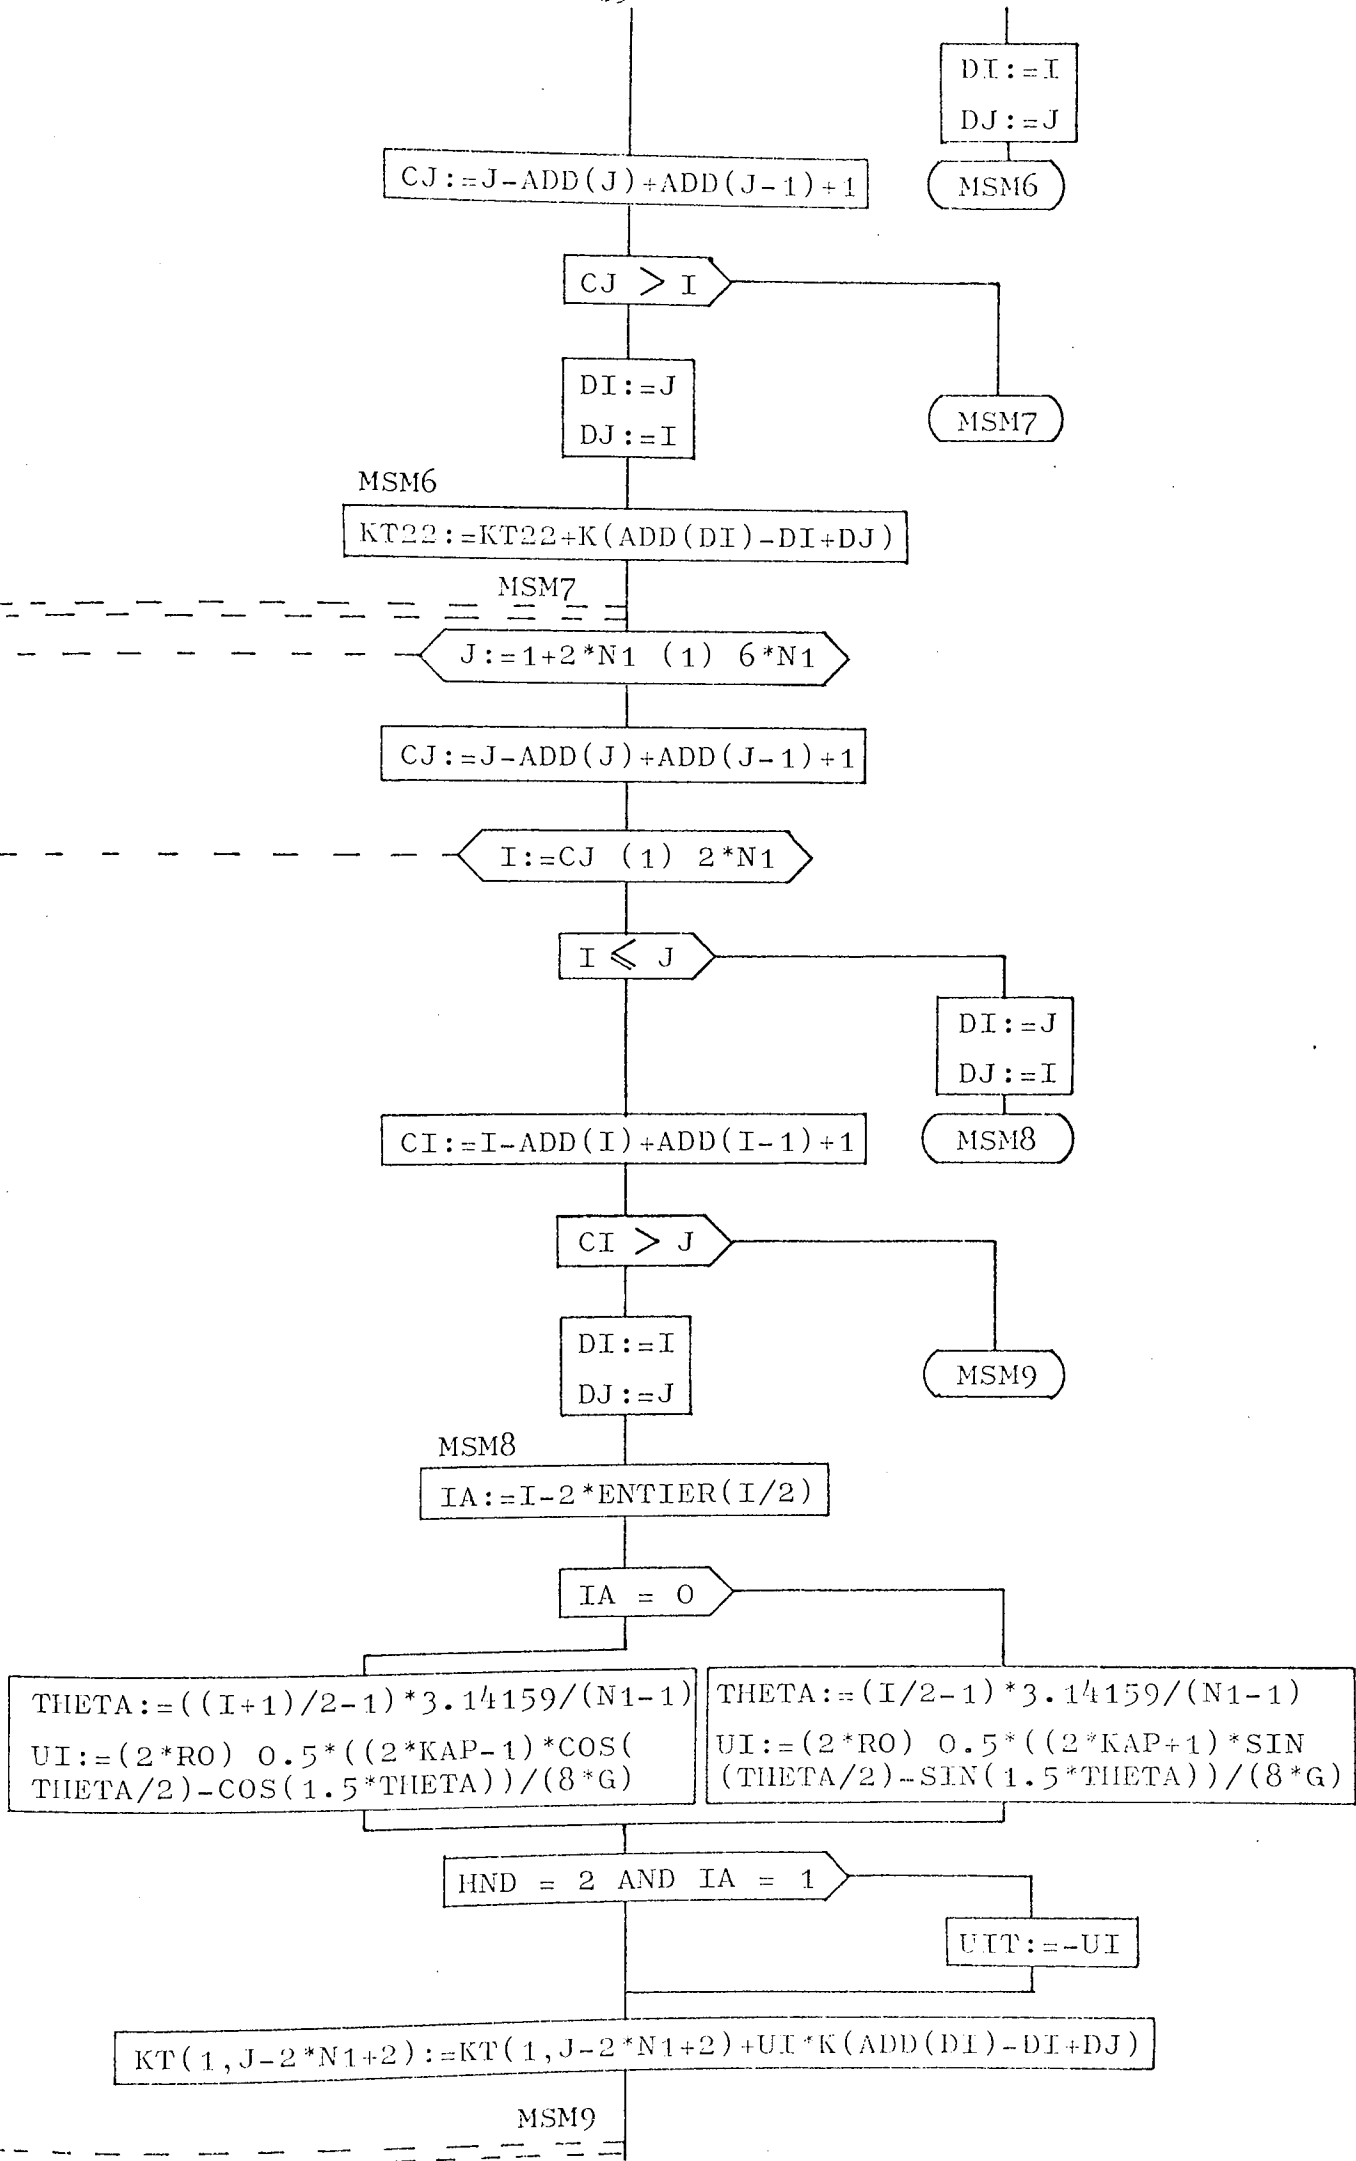 DI:=I
DJ:=J
MSM6
CJ:=J-ADD(J)+ADD(J-1)+1
CJ > I
DI:=J
DJ:=I
MSM7
MSM6
KT22:=KT22+K(ADD(DI)-DI+DJ)
MSM7
J:=1+2*N1 (1) 6*N1
CJ:=J-ADD(J)+ADD(J-1)+1
I:=CJ (1) 2*N1
I ⩽ J
DI:=J
DJ:=I
MSM8
CI:=I-ADD(I)+ADD(I-1)+1
CI > J
DI:=I
DJ:=J
MSM9
MSM8
IA:=I-2*ENTIER(I/2)
IA = 0
THETA:=((I+1)/2-1)*3.14159/(N1-1)
UI:=(2*RO) 0.5*((2*KAP-1)*COS(
THETA/2)-COS(1.5*THETA))/(8*G)
THETA:=(I/2-1)*3.14159/(N1-1)
UI:=(2*RO) 0.5*((2*KAP+1)*SIN
(THETA/2)-SIN(1.5*THETA))/(8*G)
HND = 2 AND IA = 1
UIT:=-UI
KT(1,J-2*N1+2):=KT(1,J-2*N1+2)+UI*K(ADD(DI)-DI+DJ)
MSM9